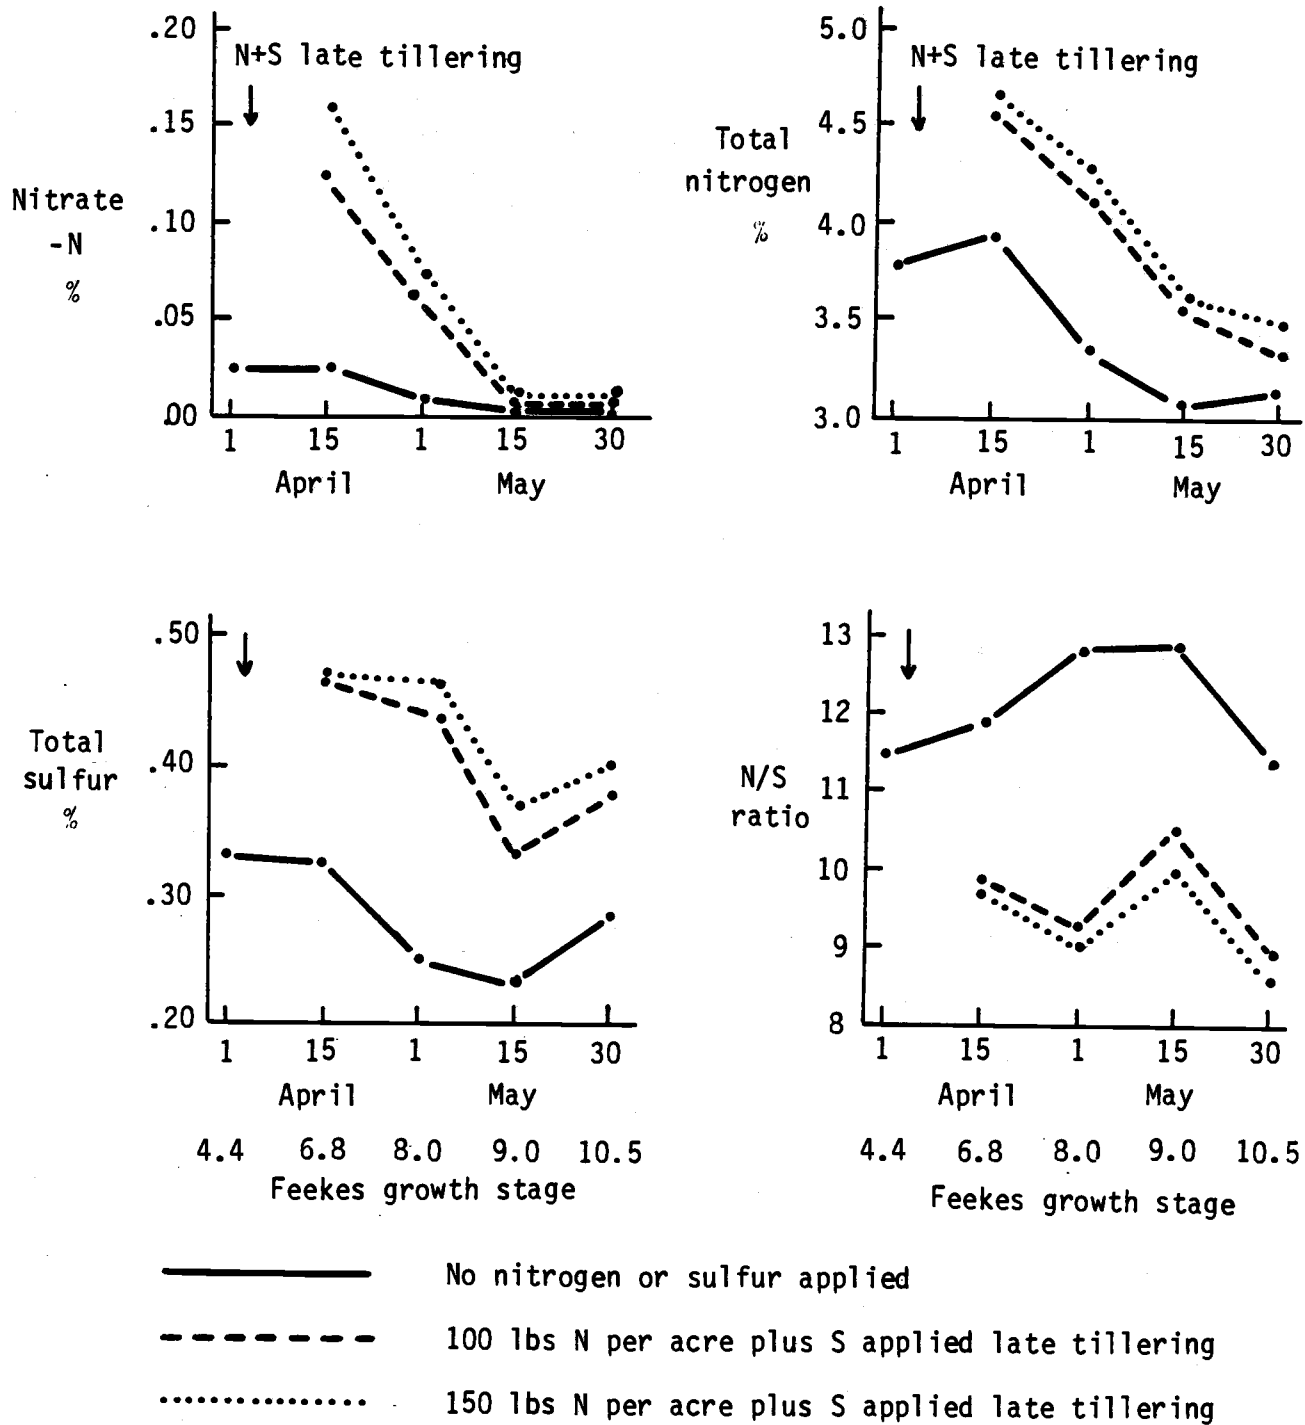 .20
N+S late tillering
.15
Nitrate
-N
%
.10
.05
.00
1 15 1 15 30
April May
5.0
N+S late tillering
4.5
Total
nitrogen
%
4.0
3.5
3.0
1 15 1 15 30
April May
.50
Total
sulfur
%
.40
.30
.20
1 15 1 15 30
April May
4.4 6.8 8.0 9.0 10.5
Feekes growth stage
13
12
N/S
ratio
11
10
9
8
1 15 1 15 30
April May
4.4 6.8 8.0 9.0 10.5
Feekes growth stage
No nitrogen or sulfur applied
100 lbs N per acre plus S applied late tillering
150 lbs N per acre plus S applied late tillering